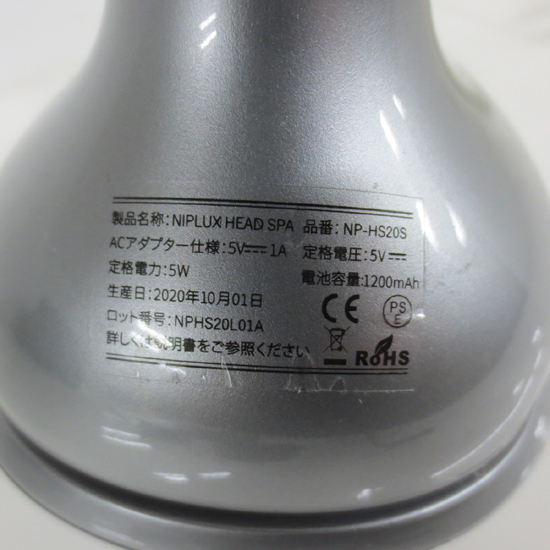 製品名称：NIPLUX HEAD SPA 品番：NP-HS20S
ACアダプター仕様：5V⎓1A 定格電圧：5V⎓
定格電力：5W 電池容量:1200mAh
生産日：2020年10月01日
ロット番号：NPHS20L01A
詳しくは説明書をご参照ください
CE
PS
E
RoHS